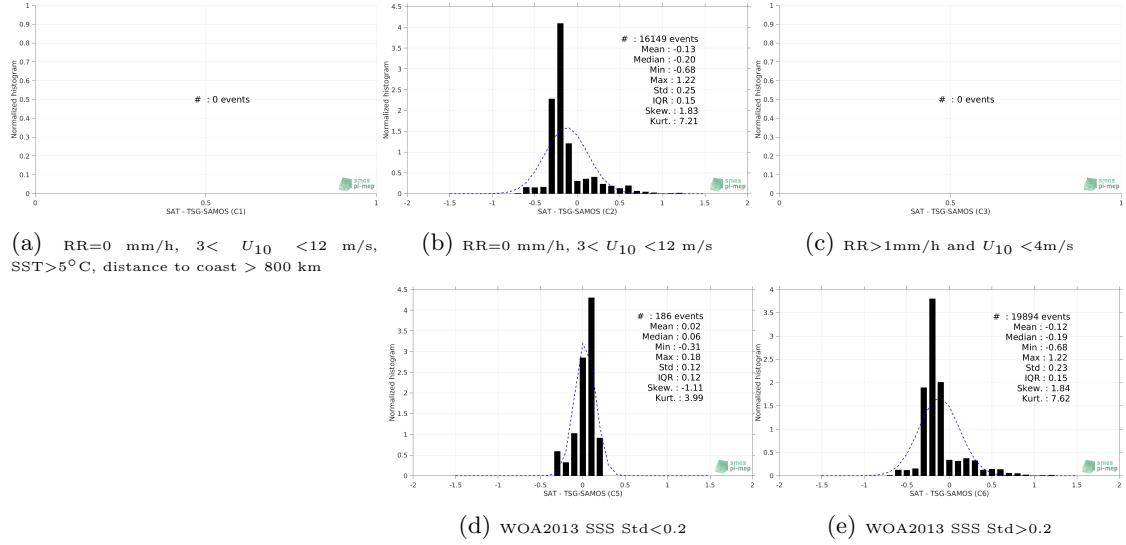 1
0.9
0.8
0.7
0.6
0.5
0.4
0.3
0.2
0.1
0
Normalized histogram
# : 0 events
0 0.5 1
SAT - TSG-SAMOS (C1)
smos
pi-mep
(a) RR=0 mm/h, 3< U10 <12 m/s,
SST>5°C, distance to coast > 800 km
4.5
4
3.5
3
2.5
2
1.5
1
0.5
0
Normalized histogram
# : 16149 events
Mean : -0.13
Median : -0.20
Min : -0.68
Max : 1.22
Std : 0.25
IQR : 0.15
Skew. : 1.83
Kurt. : 7.21
-2 -1.5 -1 -0.5 0 0.5 1 1.5 2
SAT - TSG-SAMOS (C2)
smos
pi-mep
(b) RR=0 mm/h, 3< U10 <12 m/s
1
0.9
0.8
0.7
0.6
0.5
0.4
0.3
0.2
0.1
0
Normalized histogram
# : 0 events
0 0.5 1
SAT - TSG-SAMOS (C3)
smos
pi-mep
(c) RR>1mm/h and U10 <4m/s
4.5
4
3.5
3
2.5
2
1.5
1
0.5
0
Normalized histogram
# : 186 events
Mean : 0.02
Median : 0.06
Min : -0.31
Max : 0.18
Std : 0.12
IQR : 0.12
Skew. : -1.11
Kurt. : 3.99
-2 -1.5 -1 -0.5 0 0.5 1 1.5 2
SAT - TSG-SAMOS (C5)
smos
pi-mep
(d) WOA2013 SSS Std<0.2
4
3.5
3
2.5
2
1.5
1
0.5
0
Normalized histogram
# : 19894 events
Mean : -0.12
Median : -0.19
Min : -0.68
Max : 1.22
Std : 0.23
IQR : 0.15
Skew. : 1.84
Kurt. : 7.62
-2 -1.5 -1 -0.5 0 0.5 1 1.5 2
SAT - TSG-SAMOS (C6)
smos
pi-mep
(e) WOA2013 SSS Std>0.2